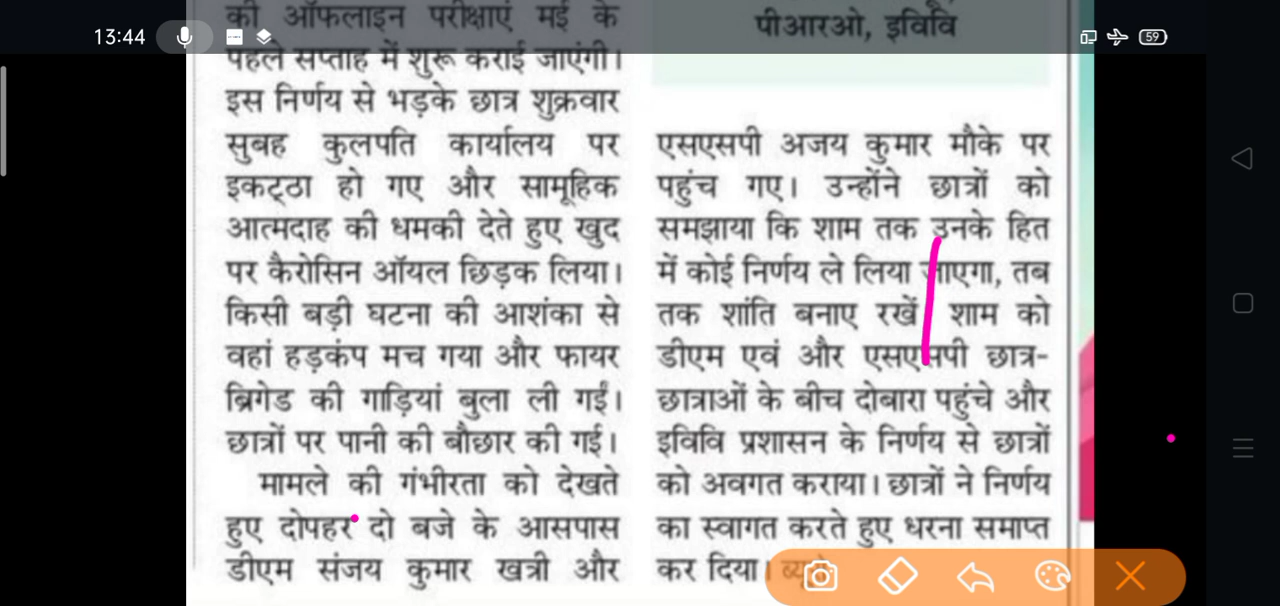 13:44
59
की ऑफलाइन परीक्षाएं मई के
पहले सप्ताह में शुरू कराई जाएंगी।
इस निर्णय से भड़के छात्र शुक्रवार
सुबह कुलपति कार्यालय पर
इकट्ठा हो गए और सामूहिक
आत्मदाह की धमकी देते हुए खुद
पर कैरोसिन ऑयल छिड़क लिया।
किसी बड़ी घटना की आशंका से
वहां हड़कंप मच गया और फायर
ब्रिगेड की गाड़ियां बुला ली गईं।
छात्रों पर पानी की बौछार की गई।
मामले की गंभीरता को देखते
हुए दोपहर दो बजे के आसपास
डीएम संजय कुमार खत्री और
पीआरओ, इविवि
एसएसपी अजय कुमार मौके पर
पहुंच गए। उन्होंने छात्रों को
समझाया कि शाम तक उनके हित
में कोई निर्णय ले लिया जाएगा, तब
तक शांति बनाए रखें शाम को
डीएम एवं और एसएसपी छात्र-
छात्राओं के बीच दोबारा पहुंचे और
इविवि प्रशासन के निर्णय से छात्रों
को अवगत कराया। छात्रों ने निर्णय
का स्वागत करते हुए धरना समाप्त
कर दिया।